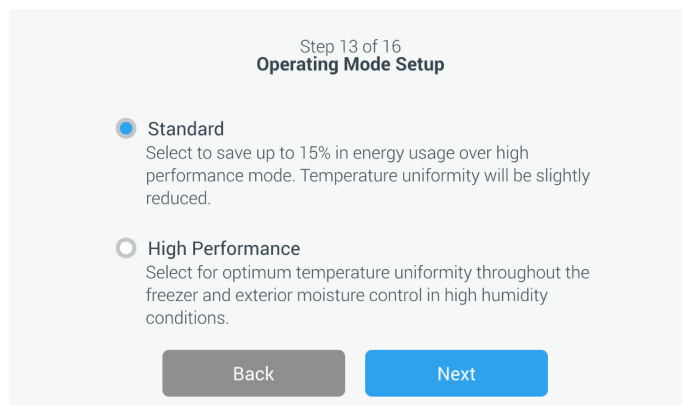 Step 13 of 16
Operating Mode Setup
Standard
Select to save up to 15% in energy usage over high
performance mode. Temperature uniformity will be slightly
reduced.
High Performance
Select for optimum temperature uniformity throughout the
freezer and exterior moisture control in high humidity
conditions.
Back
Next